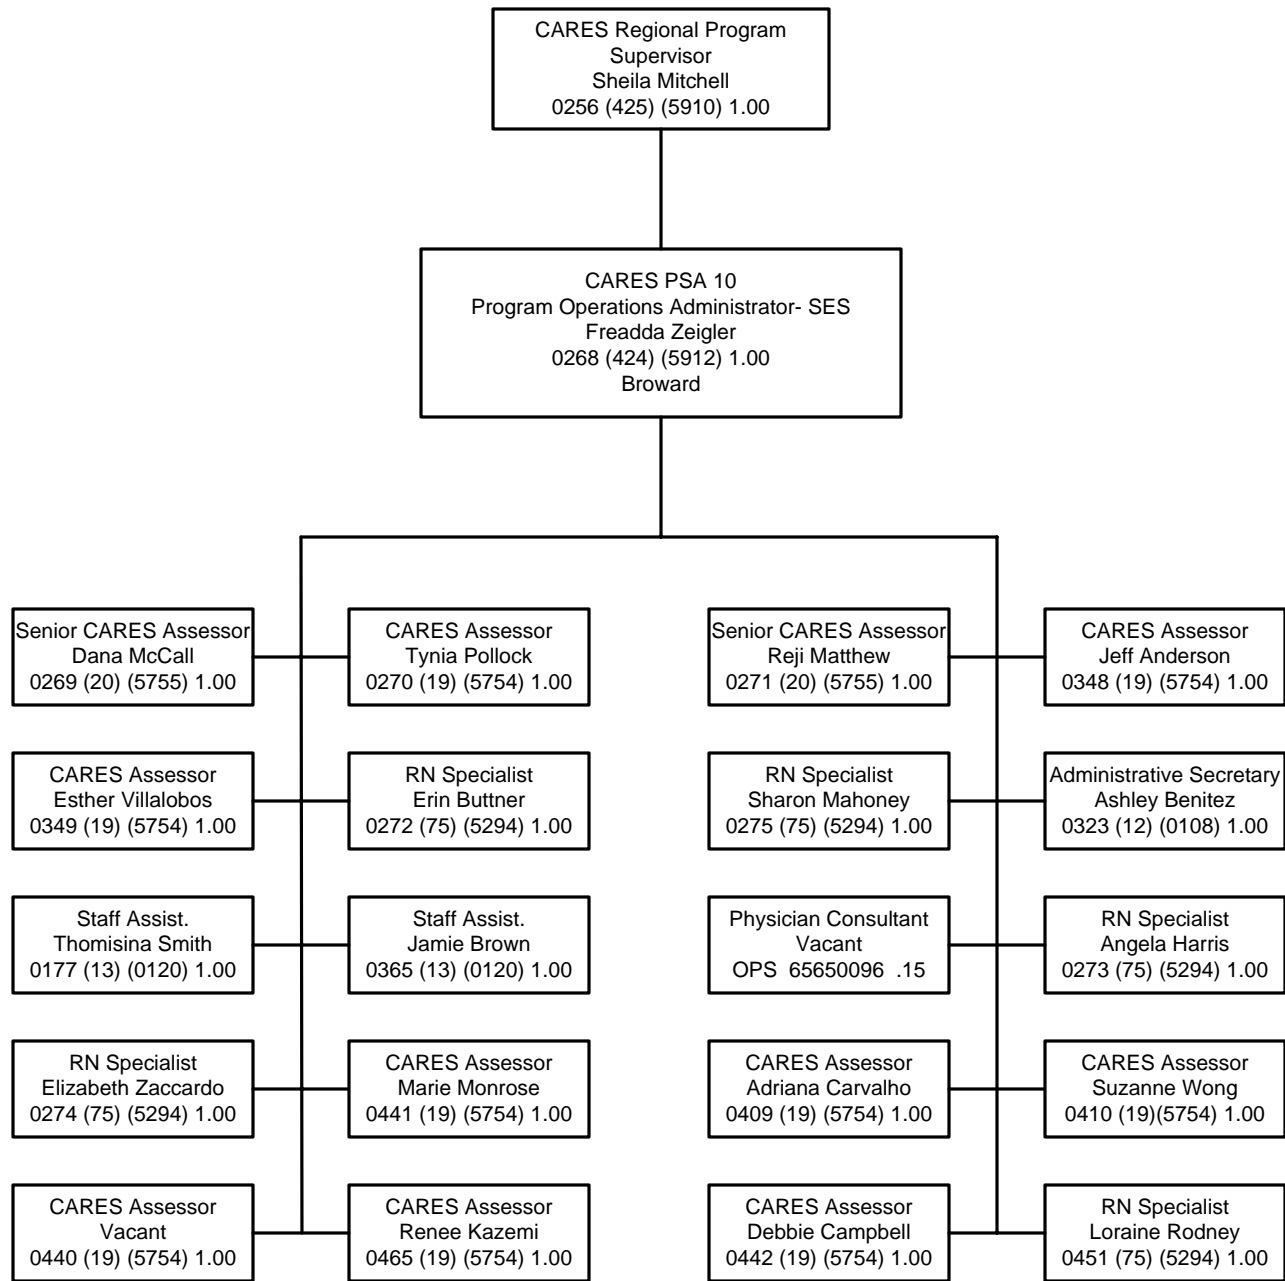 CARES Regional Program
Supervisor
Sheila Mitchell
0256 (425) (5910) 1.00
CARES PSA 10
Program Operations Administrator- SES
Freadda Zeigler
0268 (424) (5912) 1.00
Broward
Senior CARES Assessor
Dana McCall
0269 (20) (5755) 1.00
CARES Assessor
Tynia Pollock
0270 (19) (5754) 1.00
Senior CARES Assessor
Reji Matthew
0271 (20) (5755) 1.00
CARES Assessor
Jeff Anderson
0348 (19) (5754) 1.00
CARES Assessor
Esther Villalobos
0349 (19) (5754) 1.00
RN Specialist
Erin Buttner
0272 (75) (5294) 1.00
RN Specialist
Sharon Mahoney
0275 (75) (5294) 1.00
Administrative Secretary
Ashley Benitez
0323 (12) (0108) 1.00
Staff Assist.
Thomisina Smith
0177 (13) (0120) 1.00
Staff Assist.
Jamie Brown
0365 (13) (0120) 1.00
Physician Consultant
Vacant
OPS 65650096 .15
RN Specialist
Angela Harris
0273 (75) (5294) 1.00
RN Specialist
Elizabeth Zaccardo
0274 (75) (5294) 1.00
CARES Assessor
Marie Monrose
0441 (19) (5754) 1.00
CARES Assessor
Adriana Carvalho
0409 (19) (5754) 1.00
CARES Assessor
Suzanne Wong
0410 (19)(5754) 1.00
CARES Assessor
Vacant
0440 (19) (5754) 1.00
CARES Assessor
Renee Kazemi
0465 (19) (5754) 1.00
CARES Assessor
Debbie Campbell
0442 (19) (5754) 1.00
RN Specialist
Loraine Rodney
0451 (75) (5294) 1.00